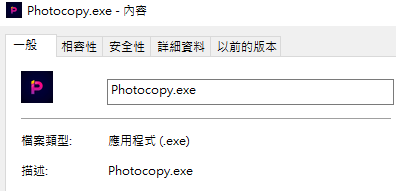 Photocopy.exe - 內容
一般 相容性 安全性 詳細資料 以前的版本
Photocopy.exe
檔案類型: 應用程式 (.exe)
描述: Photocopy.exe